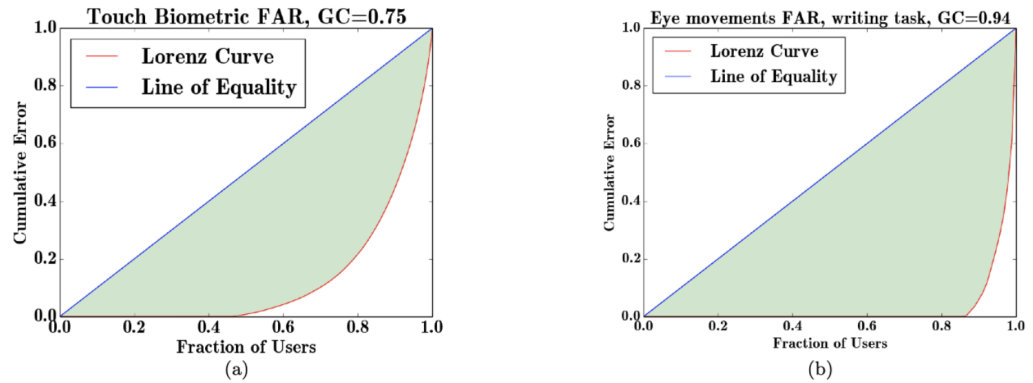 Touch Biometric FAR, GC=0.75
Lorenz Curve
Line of Equality
Cumulative Error
1.0
0.8
0.6
0.4
0.2
0.0
0.0 0.2 0.4 0.6 0.8 1.0
Fraction of Users
(a)
Eye movements FAR, writing task, GC=0.94
Lorenz Curve
Line of Equality
Cumulative Error
1.0
0.8
0.6
0.4
0.2
0.0
0.0 0.2 0.4 0.6 0.8 1.0
Fraction of Users
(b)